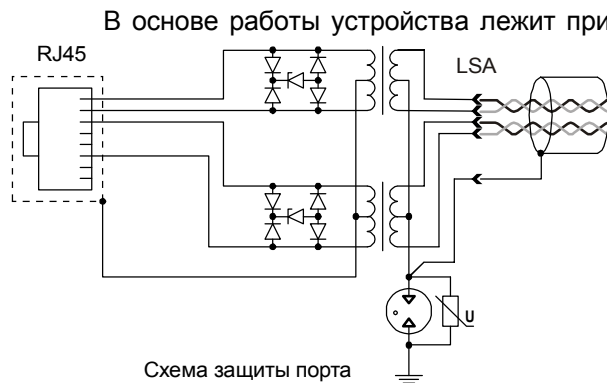 В основе работы устройства лежит при
RJ45
LSA
U
Схема защиты порта